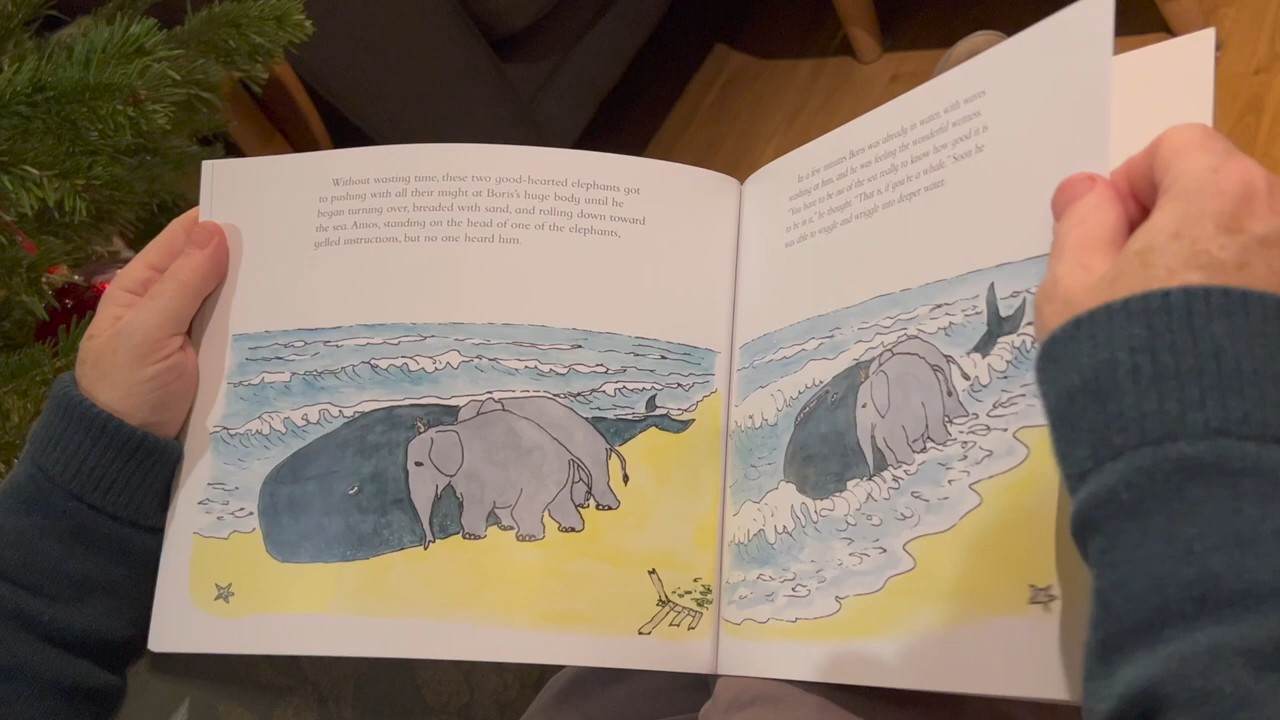 Without wasting time, these two good-hearted elephants got
to pushing with all their might at Boris's huge body until he
began turning over, breaded with sand, and rolling down toward
the sea. Amos, standing on the head of one of the elephants,
yelled instructions, but no one heard him.
In a few minutes Boris was already in water, with waves
washing at him, and he was feeling the wonderful wetness.
"You have to be out of the sea really to know how good it is
to be in it," he thought. "That is, if you're a whale." Soon he
was able to wiggle and wriggle into deeper water.